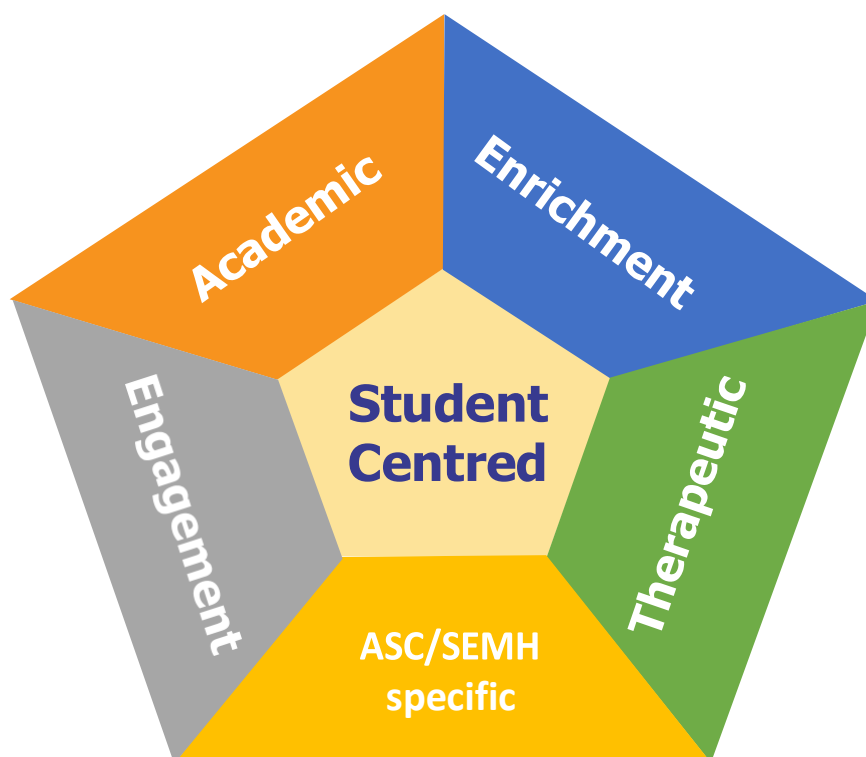 Academic
Enrichment
Student
Centred
Engagement
Therapeutic
ASC/SEMH
specific